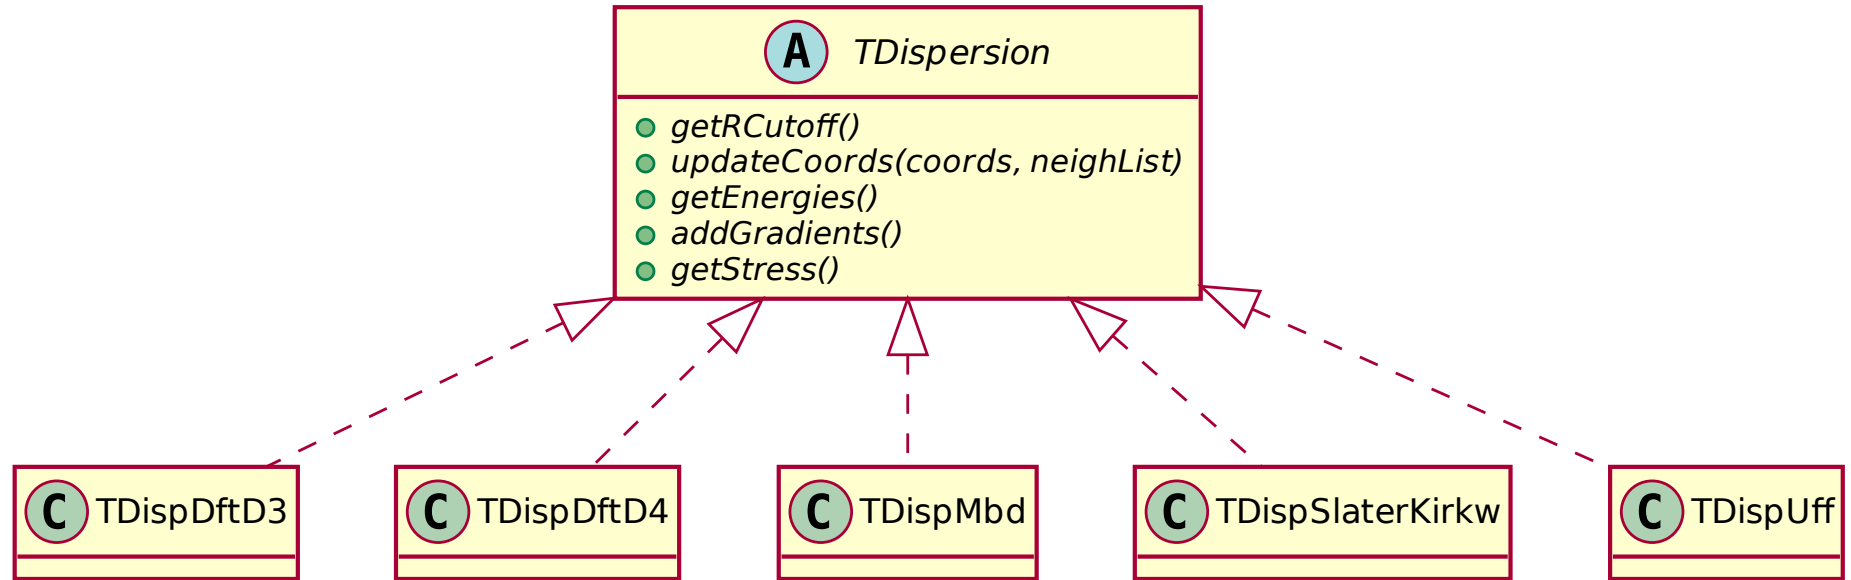 A TDispersion
getRCutoff()
updateCoords(coords, neighList)
getEnergies()
addGradients()
getStress()
C TDispDftD3
C TDispDftD4
C TDispMbd
C TDispSlaterKirkw
C TDispUff